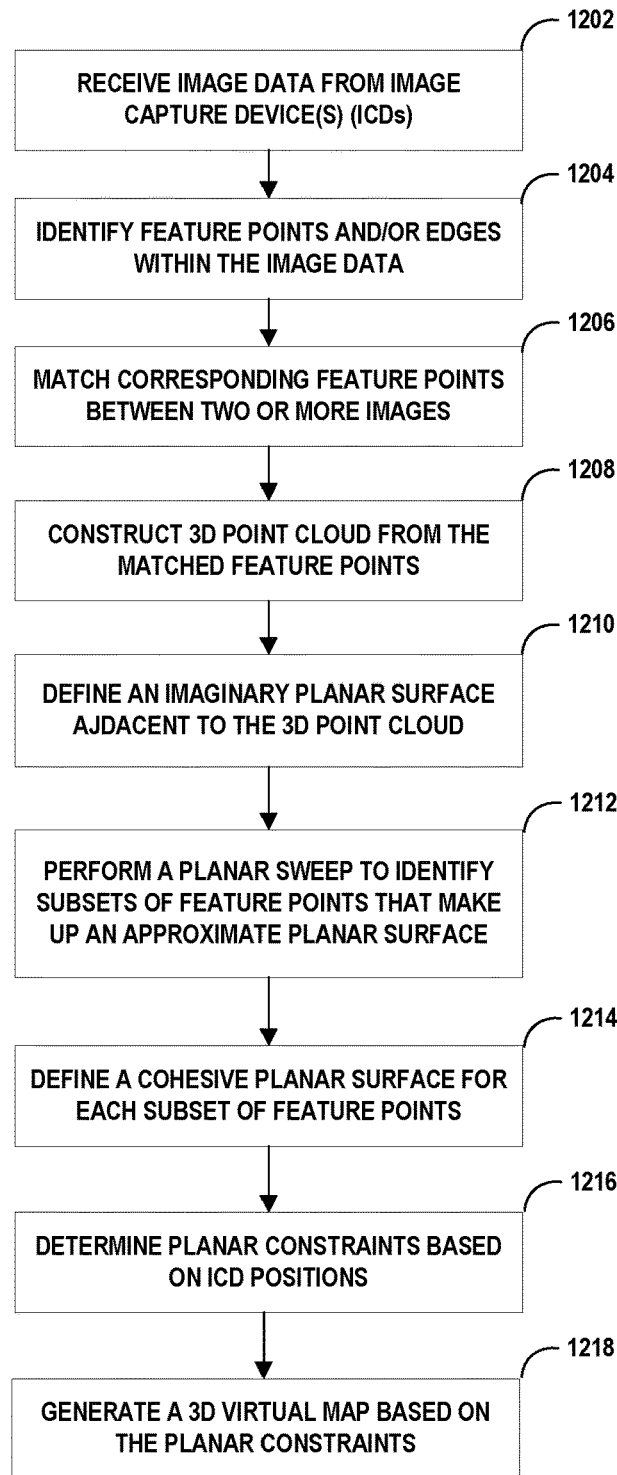 1202
RECEIVE IMAGE DATA FROM IMAGE
CAPTURE DEVICE(S) (ICDs)
1204
IDENTIFY FEATURE POINTS AND/OR EDGES
WITHIN THE IMAGE DATA
1206
MATCH CORRESPONDING FEATURE POINTS
BETWEEN TWO OR MORE IMAGES
1208
CONSTRUCT 3D POINT CLOUD FROM THE
MATCHED FEATURE POINTS
1210
DEFINE AN IMAGINARY PLANAR SURFACE
AJDACENT TO THE 3D POINT CLOUD
1212
PERFORM A PLANAR SWEEP TO IDENTIFY
SUBSETS OF FEATURE POINTS THAT MAKE
UP AN APPROXIMATE PLANAR SURFACE
1214
DEFINE A COHESIVE PLANAR SURFACE FOR
EACH SUBSET OF FEATURE POINTS
1216
DETERMINE PLANAR CONSTRAINTS BASED
ON ICD POSITIONS
1218
GENERATE A 3D VIRTUAL MAP BASED ON
THE PLANAR CONSTRAINTS